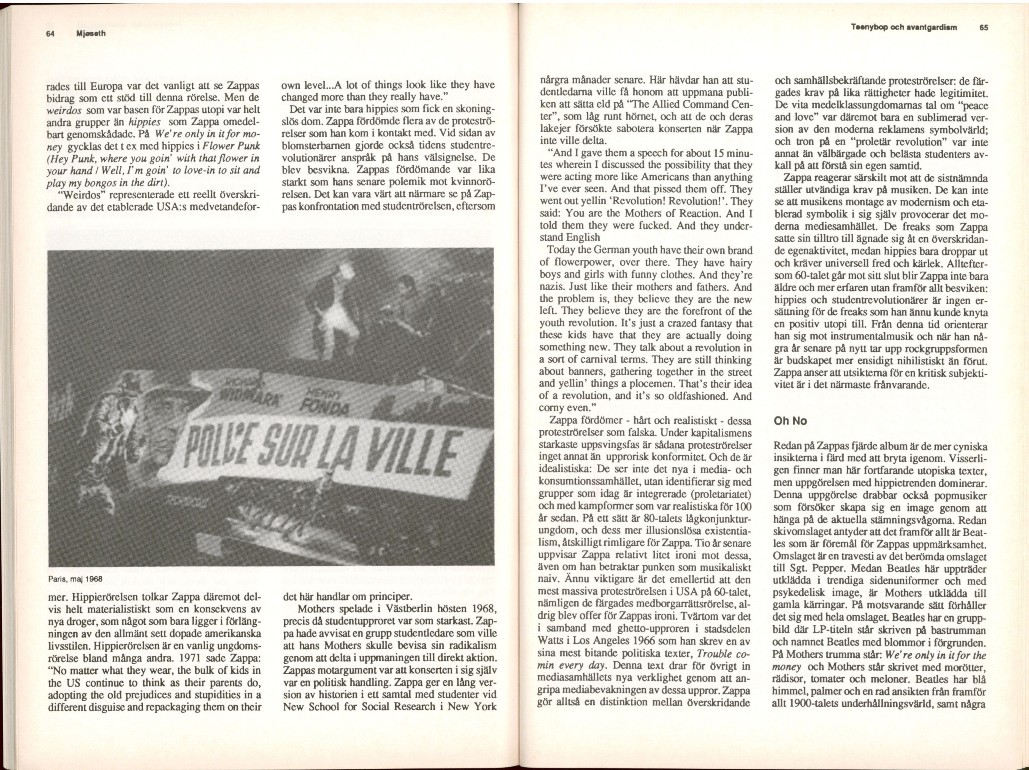 64 Mjøseth
rades till Europa var det vanligt att se Zappas
bidrag som ett stöd till denna rörelse. Men de
weirdos som var basen för Zappas utopi var helt
andra grupper än hippies som Zappa omedel-
bart genomskådade. På We're only in it for mo-
ney gycklas det t ex med hippies i Flower Punk
(Hey Punk, where you goin' with that flower in
your hand / Well, I'm goin' to love-in to sit and
play my bongos in the dirt).
"Weirdos" representerade ett reellt överskri-
dande av det etablerade USA:s medvetandefor-
own level...A lot of things look like they have
changed more than they really have."
Det var inte bara hippies som fick en skoning-
slös dom. Zappa fördömde flera av de proteströ-
relser som han kom i kontakt med. Vid sidan av
blomsterbarnen gjorde också tidens studentre-
volutionärer anspråk på hans välsignelse. De
blev besvikna. Zappas fördömande var lika
starkt som hans senare polemik mot kvinnorö-
relsen. Det kan vara värt att närmare se på Zap-
pas konfrontation med studentrörelsen, eftersom
RICHARD
WIDMARK
HENRY
FONDA
POLICE SUR LA VILLE
Paris, maj 1968
mer. Hippierörelsen tolkar Zappa däremot del-
vis helt materialistiskt som en konsekvens av
nya droger, som något som bara ligger i förläng-
ningen av den allmänt sett dopade amerikanska
livsstilen. Hippierörelsen är en vanlig ungdoms-
rörelse bland många andra. 1971 sade Zappa:
"No matter what they wear, the bulk of kids in
the US continue to think as their parents do,
adopting the old prejudices and stupidities in a
different disguise and repackaging them on their
det här handlar om principer.
Mothers spelade i Västberlin hösten 1968,
precis då studentupproret var som starkast. Zap-
pa hade avvisat en grupp studentledare som ville
att hans Mothers skulle bevisa sin radikalism
genom att delta i uppmaningen till direkt aktion.
Zappas motargument var att konserten i sig själv
var en politisk handling. Zappa ger en lång ver-
sion av historien i ett samtal med studenter vid
New School for Social Research i New York
Teenybop och avantgardism 65
några månader senare. Här hävdar han att stu-
dentledarna ville få honom att uppmana publi-
ken att sätta eld på "The Allied Command Cen-
ter", som låg runt hörnet, och att de och deras
lakejer försökte sabotera konserten när Zappa
inte ville delta.
"And I gave them a speech for about 15 minu-
tes wherein I discussed the possibility that they
were acting more like Americans than anything
I've ever seen. And that pissed them off. They
went out yellin 'Revolution! Revolution!'. They
said: You are the Mothers of Reaction. And I
told them they were fucked. And they under-
stand English
Today the German youth have their own brand
of flowerpower, over there. They have hairy
boys and girls with funny clothes. And they're
nazis. Just like their mothers and fathers. And
the problem is, they believe they are the new
left. They believe they are the forefront of the
youth revolution. It's just a crazed fantasy that
these kids have that they are actually doing
something new. They talk about a revolution in
a sort of carnival terms. They are still thinking
about banners, gathering together in the street
and yellin' things a plocemen. That's their idea
of a revolution, and it's so oldfashioned. And
corny even."
Zappa fördömer - hårt och realistiskt - dessa
proteströrelser som falska. Under kapitalismens
starkaste uppsvingsfas är sådana proteströrelser
inget annat än upprorisk konformitet. Och de är
idealistiska: De ser inte det nya i media- och
konsumtionssamhället, utan identifierar sig med
grupper som idag är integrerade (proletariatet)
och med kampformer som var realistiska för 100
år sedan. På ett sätt är 80-talets lågkonjunktur-
ungdom, och dess mer illusionslösa existentia-
lism, åtskilligt rimligare för Zappa. Tio år senare
uppvisar Zappa relativt litet ironi mot dessa,
även om han betraktar punken som musikaliskt
naiv. Ännu viktigare är det emellertid att den
mest massiva proteströrelsen i USA på 60-talet,
nämligen de färgades medborgarrättsrörelse, al-
drig blev offer för Zappas ironi. Tvärtom var det
i samband med ghetto-upproren i stadsdelen
Watts i Los Angeles 1966 som han skrev en av
sina mest bitande politiska texter, Trouble co-
min every day. Denna text drar för övrigt in
mediasamhällets nya verklighet genom att an-
gripa mediabevakningen av dessa uppror. Zappa
gör alltså en distinktion mellan överskridande
och samhällsbekräftande proteströrelser: de fär-
gades krav på lika rättigheter hade legitimitet.
De vita medelklassungdomarnas tal om "peace
and love" var däremot bara en sublimerad ver-
sion av den moderna reklamens symbolvärld;
och tron på en "proletär revolution" var inte
annat än välbärgade och belästa studenters av-
kall på att förstå sin egen samtid.
Zappa reagerar särskilt mot att de sistnämnda
ställer utvändiga krav på musiken. De kan inte
se att musikens montage av modernism och eta-
blerad symbolik i sig själv provocerar det mo-
derna mediesamhället. De freaks som Zappa
satte sin tilltro till ägnade sig åt en överskridan-
de egenaktivitet, medan hippies bara droppar ut
och kräver universell fred och kärlek. Alltefter-
som 60-talet går mot sitt slut blir Zappa inte bara
äldre och mer erfaren utan framför allt besviken:
hippies och studentrevolutionärer är ingen er-
sättning för de freaks som han ännu kunde knyta
en positiv utopi till. Från denna tid orienterar
han sig mot instrumentalmusik och när han nå-
gra år senare på nytt tar upp rockgruppsformen
är budskapet mer ensidigt nihilistiskt än förut.
Zappa anser att utsikterna för en kritisk subjekti-
vitet är i det närmaste frånvarande.
Oh No
Redan på Zappas fjärde album är de mer cyniska
insikterna i färd med att bryta igenom. Visserli-
gen finner man här fortfarande utopiska texter,
men uppgörelsen med hippietrenden dominerar.
Denna uppgörelse drabbar också popmusiker
som försöker skapa sig en image genom att
hänga på de aktuella stämningsvågorna. Redan
skivomslaget antyder att det framför allt är Beat-
les som är föremål för Zappas uppmärksamhet.
Omslaget är en travesti av det berömda omslaget
till Sgt. Pepper. Medan Beatles här uppträder
utklädda i trendiga sidenuniformer och med
psykedelisk image, är Mothers utklädda till
gamla kärringar. På motsvarande sätt förhåller
det sig med hela omslaget. Beatles har en grupp-
bild där LP-titeln står skriven på bastrumman
och namnet Beatles med blommor i förgrunden.
På Mothers trumma står: We're only in it for the
money och Mothers står skrivet med morötter,
rädisor, tomater och meloner. Beatles har blå
himmel, palmer och en rad ansikten från framför
allt 1900-talets underhållningsvärld, samt några